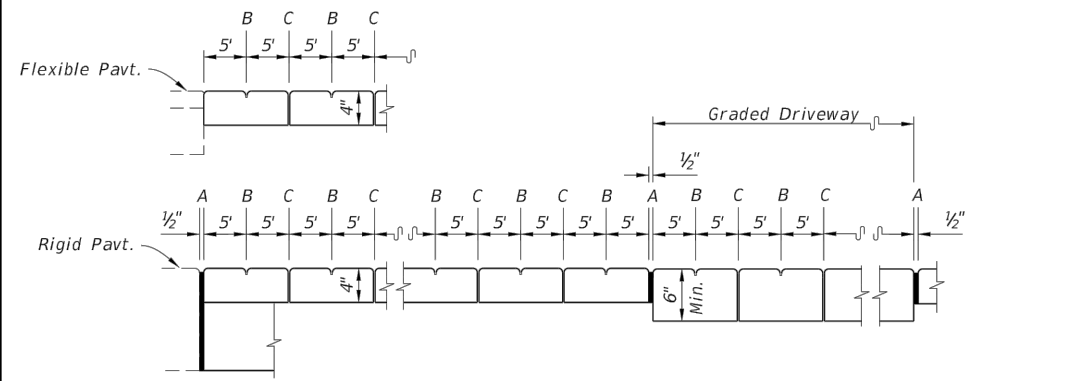 B C B C
5' 5' 5' 5'
Flexible Pavt.
4"
Graded Driveway
½"
A B C B C B C B C B A B C B C A
½" 5' 5' 5' 5' 5' 5' 5' 5' 5' 5' 5' 5' 5' ½"
Rigid Pavt.
4" 6" Min.